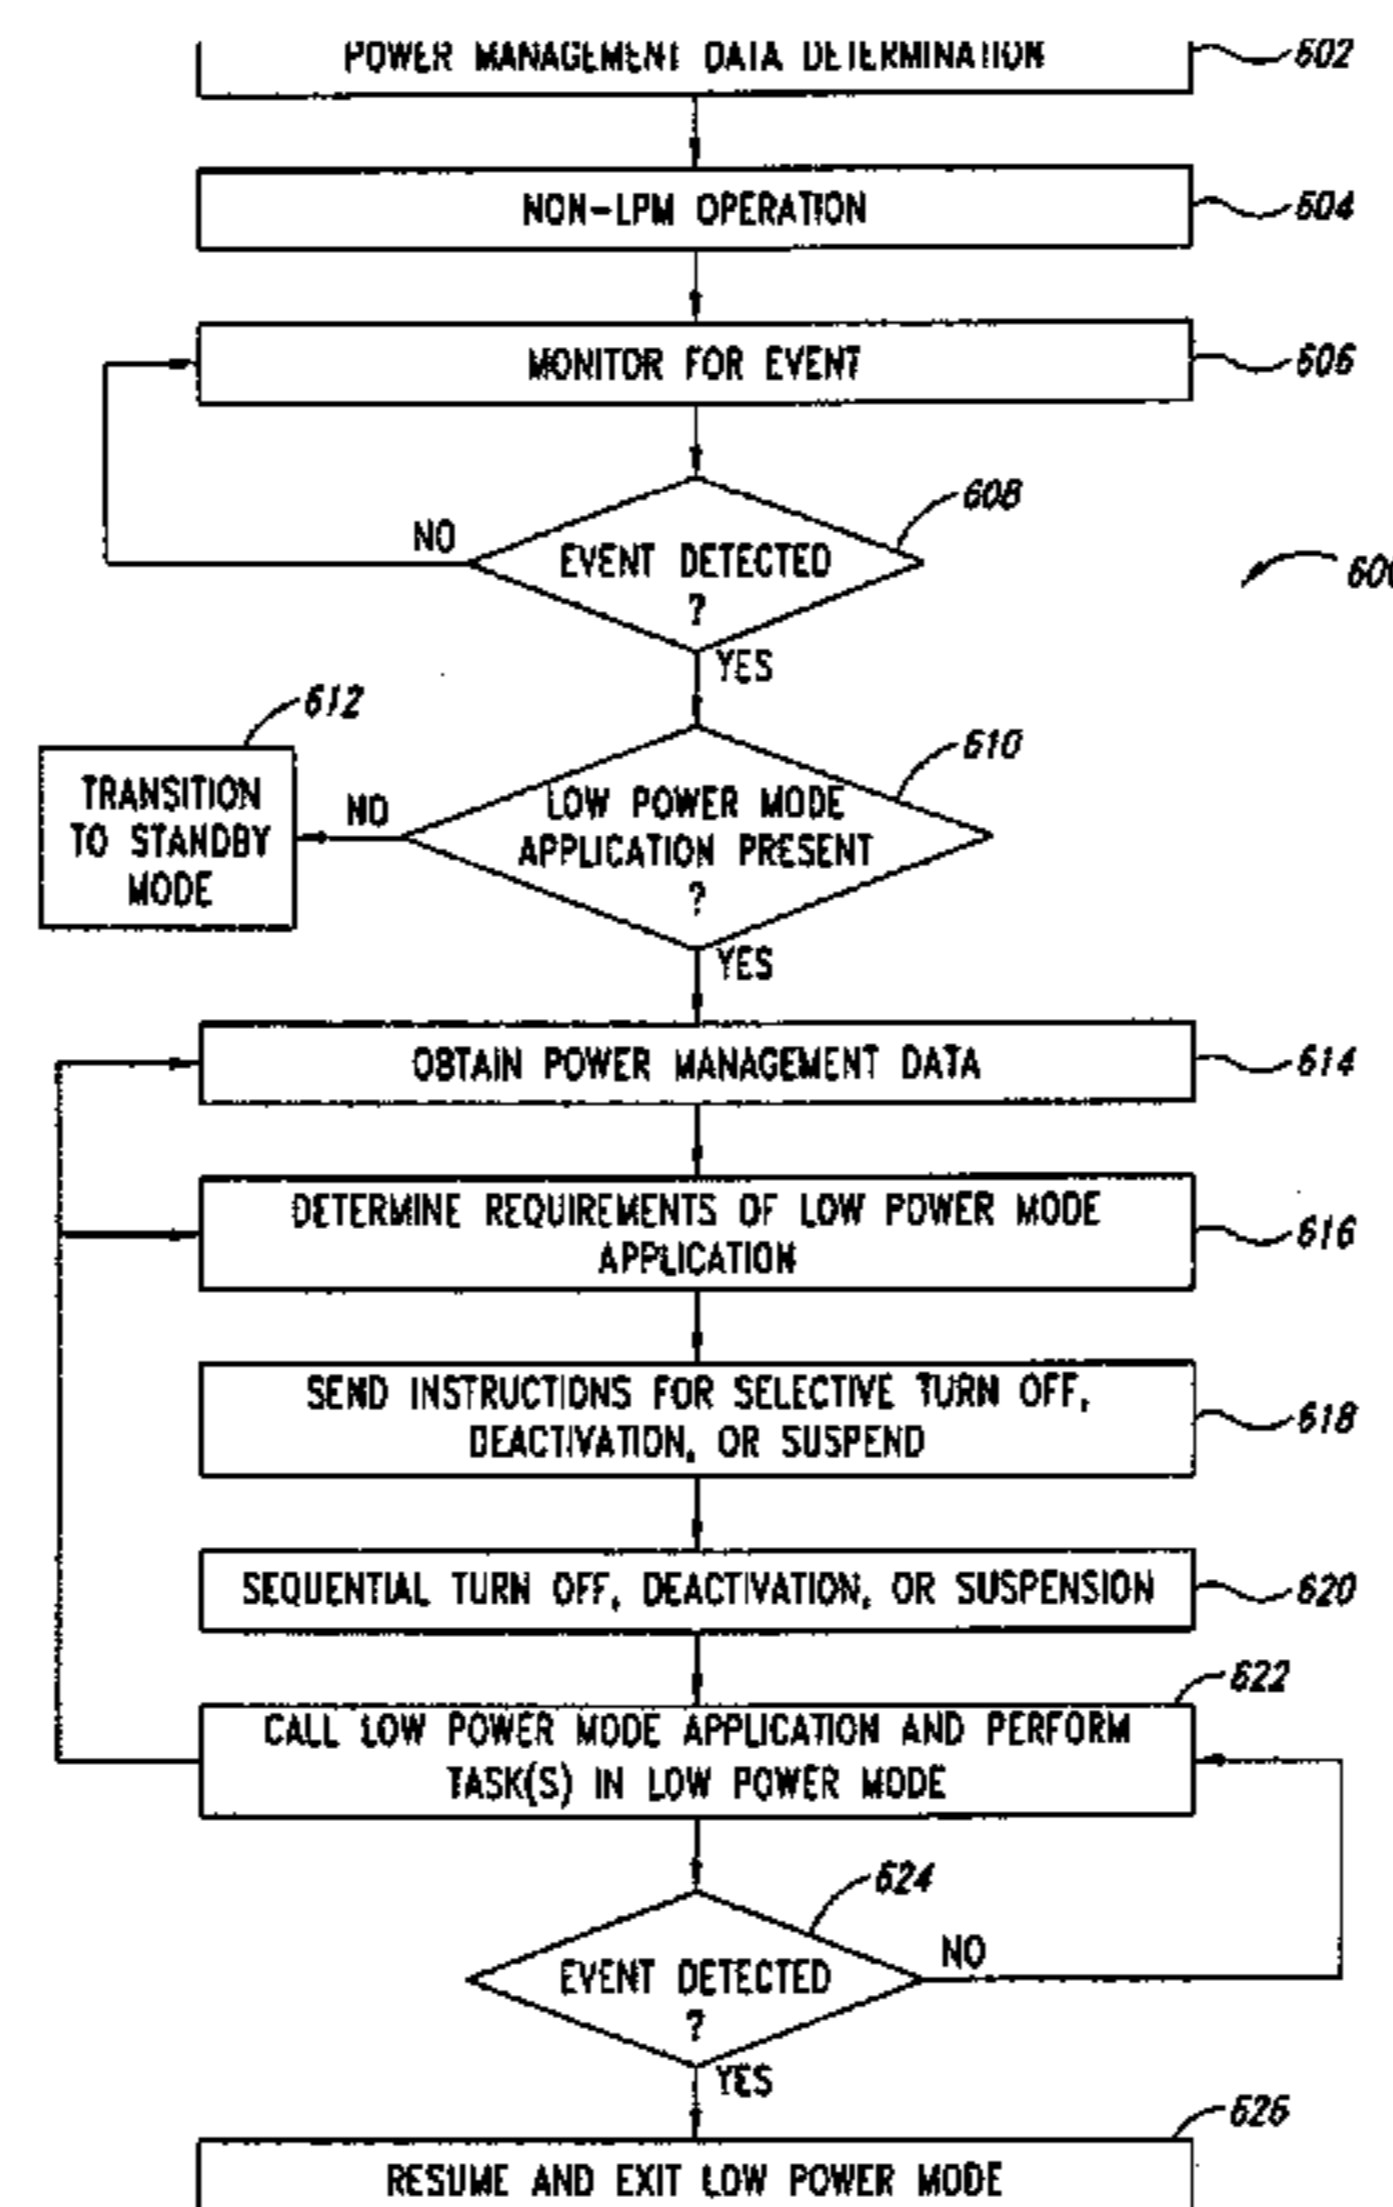 POWER MANAGEMENT DATA DETERMINATION
602
NON-LPM OPERATION
604
MONITOR FOR EVENT
606
608
NO
EVENT DETECTED
?
600
YES
612
610
TRANSITION
TO STANDBY
MODE
NO
LOW POWER MODE
APPLICATION PRESENT
?
YES
OBTAIN POWER MANAGEMENT DATA
614
DETERMINE REQUIREMENTS OF LOW POWER MODE
APPLICATION
616
SEND INSTRUCTIONS FOR SELECTIVE TURN OFF,
DEACTIVATION, OR SUSPEND
618
SEQUENTIAL TURN OFF, DEACTIVATION, OR SUSPENSION
620
622
CALL LOW POWER MODE APPLICATION AND PERFORM
TASK(S) IN LOW POWER MODE
624
NO
EVENT DETECTED
?
YES
626
RESUME AND EXIT LOW POWER MODE